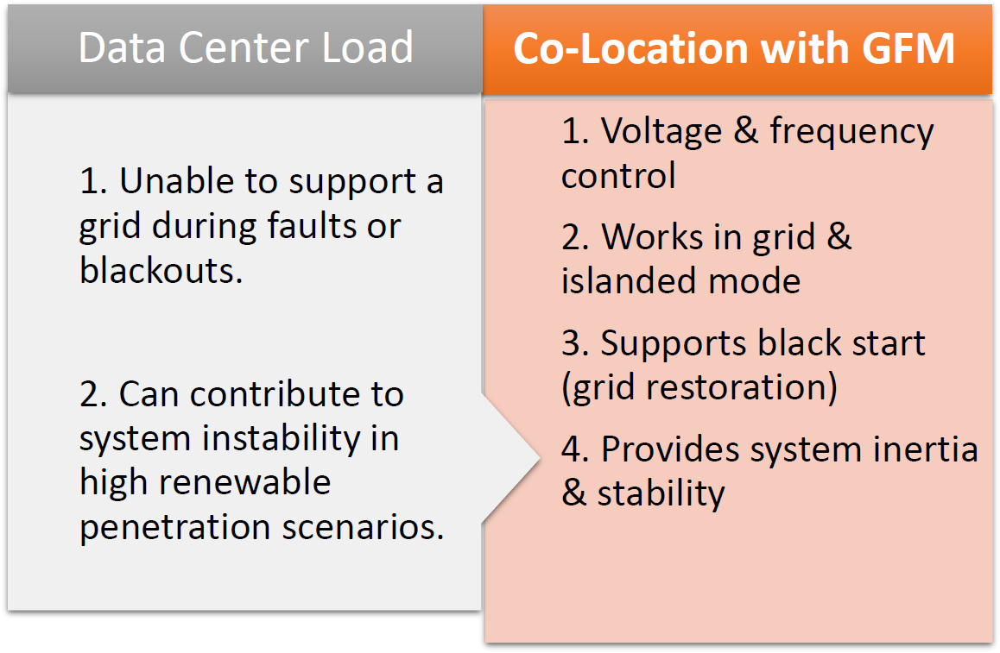 Data Center Load
1. Unable to support a
grid during faults or
blackouts.
2. Can contribute to
system instability in
high renewable
penetration scenarios.
Co-Location with GFM
1. Voltage & frequency
control
2. Works in grid &
islanded mode
3. Supports black start
(grid restoration)
4. Provides system inertia
& stability